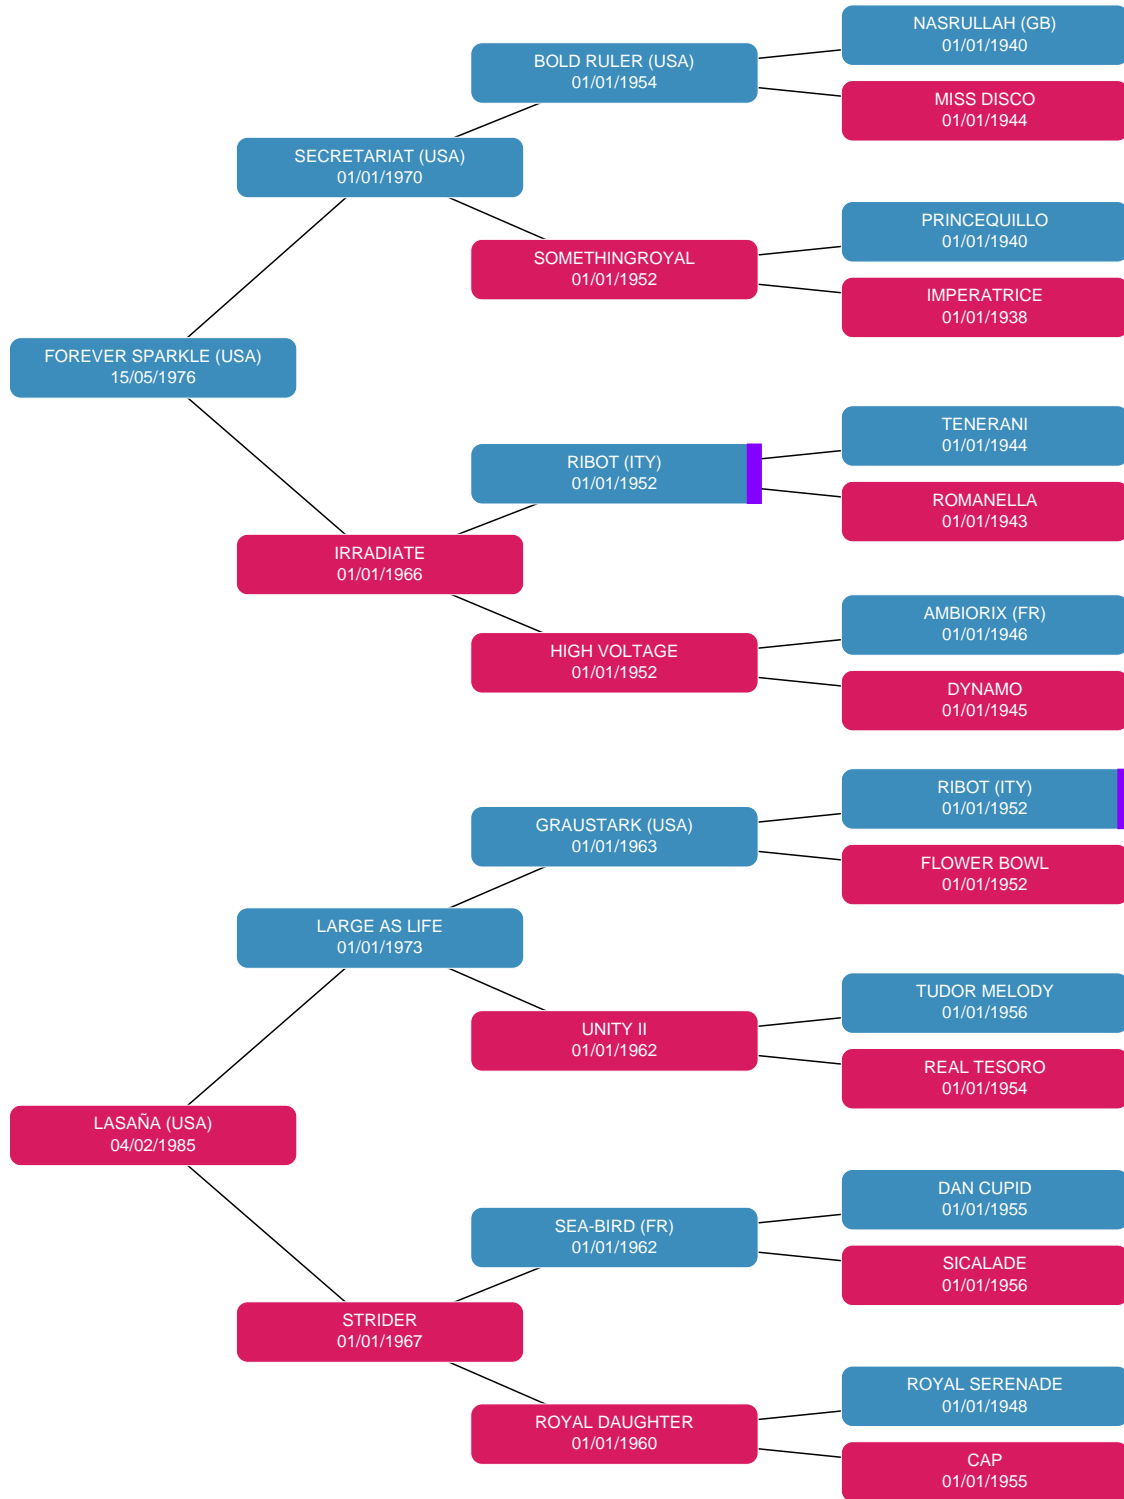 NASRULLAH (GB)
01/01/1940
BOLD RULER (USA)
01/01/1954
MISS DISCO
01/01/1944
SECRETARIAT (USA)
01/01/1970
PRINCEQUILLO
01/01/1940
SOMETHINGROYAL
01/01/1952
IMPERATRICE
01/01/1938
FOREVER SPARKLE (USA)
15/05/1976
TENERANI
01/01/1944
RIBOT (ITY)
01/01/1952
ROMANELLA
01/01/1943
IRRADIATE
01/01/1966
AMBIORIX (FR)
01/01/1946
HIGH VOLTAGE
01/01/1952
DYNAMO
01/01/1945
RIBOT (ITY)
01/01/1952
GRAUSTARK (USA)
01/01/1963
FLOWER BOWL
01/01/1952
LARGE AS LIFE
01/01/1973
TUDOR MELODY
01/01/1956
UNITY II
01/01/1962
REAL TESORO
01/01/1954
LASAÑA (USA)
04/02/1985
DAN CUPID
01/01/1955
SEA-BIRD (FR)
01/01/1962
SICALADE
01/01/1956
STRIDER
01/01/1967
ROYAL SERENADE
01/01/1948
ROYAL DAUGHTER
01/01/1960
CAP
01/01/1955